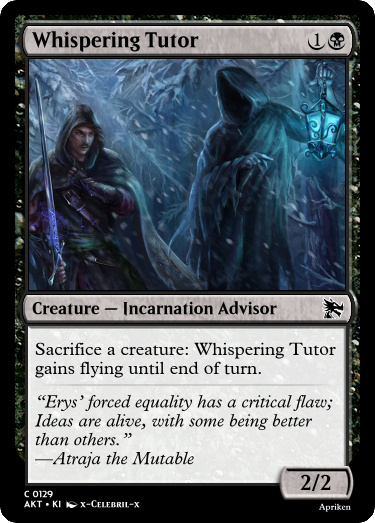 Whispering Tutor 1
Creature — Incarnation Advisor
Sacrifice a creature: Whispering Tutor
gains flying until end of turn.
“Erys’ forced equality has a critical flaw;
Ideas are alive, with some being better
than others.”
—Atraja the Mutable
2/2
C 0129
AKT • KI x-Celebril-x
Apriken